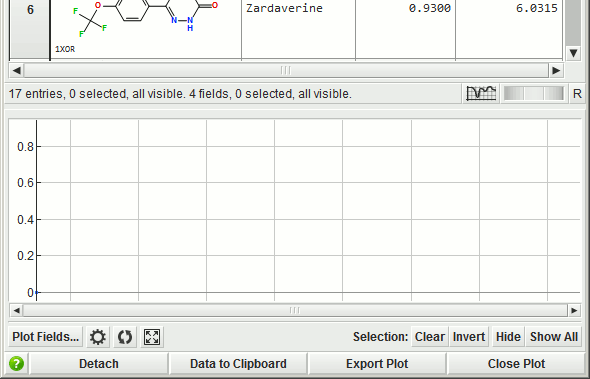 6
F
F
F
O
N
N
H
O
1XOR
Zardaverine
0.9300
6.0315
17 entries, 0 selected, all visible. 4 fields, 0 selected, all visible.
R
0.8
0.6
0.4
0.2
0
Plot Fields...
Selection: Clear Invert Hide Show All
? Detach Data to Clipboard Export Plot Close Plot